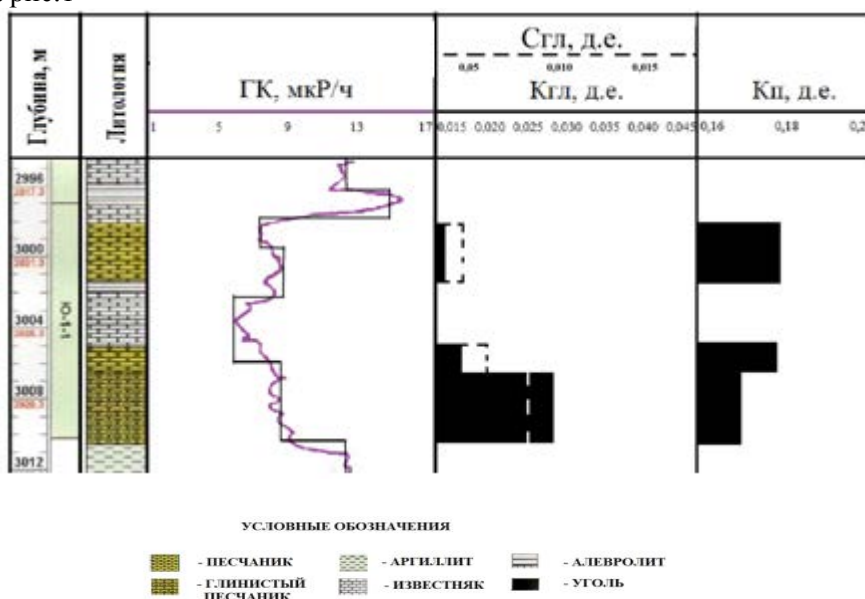 рис.1
Сгл, д.е.
0,05 0,010 0,015
Глубина, м
Литология
ГК, мкР/ч
Кгл, д.е.
Кп, д.е.
1 5 9 13 17
0,015 0,020 0,025 0,030 0,035 0,040 0,045
0,16 0,18
2996
3000
Ю-1-1
3004
3008
3012
УСЛОВНЫЕ ОБОЗНАЧЕНИЯ
- ПЕСЧАНИК - АРГИЛЛИТ - АЛЕВРОЛИТ
- ГЛИНИСТЫЙ ПЕСЧАНИК - ИЗВЕСТНЯК - УГОЛЬ